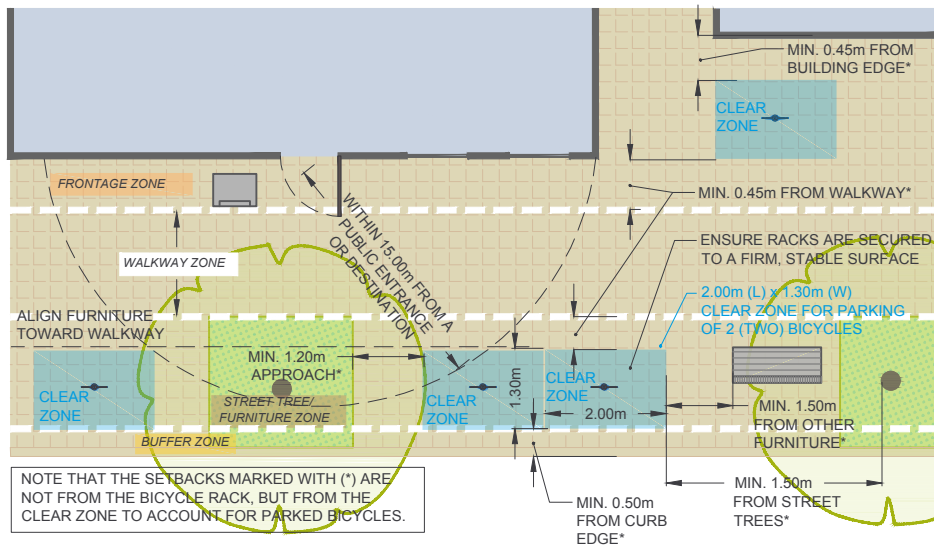 MIN. 0.45m FROM
BUILDING EDGE*
CLEAR
ZONE
FRONTAGE ZONE
MIN. 0.45m FROM WALKWAY*
WITHIN 15.00m FROM A
PUBLIC ENTRANCE
OR DESTINATION
ENSURE RACKS ARE SECURED
TO A FIRM, STABLE SURFACE
WALKWAY ZONE
2.00m (L) x 1.30m (W)
CLEAR ZONE FOR PARKING
OF 2 (TWO) BICYCLES
ALIGN FURNITURE
TOWARD WALKWAY
MIN. 1.20m
APPROACH*
CLEAR
ZONE
STREET TREE/
FURNITURE ZONE
CLEAR
ZONE
1.30m
CLEAR
ZONE
2.00m
MIN. 1.50m
FROM OTHER
FURNITURE*
BUFFER ZONE
NOTE THAT THE SETBACKS MARKED WITH (*) ARE
NOT FROM THE BICYCLE RACK, BUT FROM THE
CLEAR ZONE TO ACCOUNT FOR PARKED BICYCLES.
MIN. 0.50m
FROM CURB
EDGE*
MIN. 1.50m
FROM STREET
TREES*